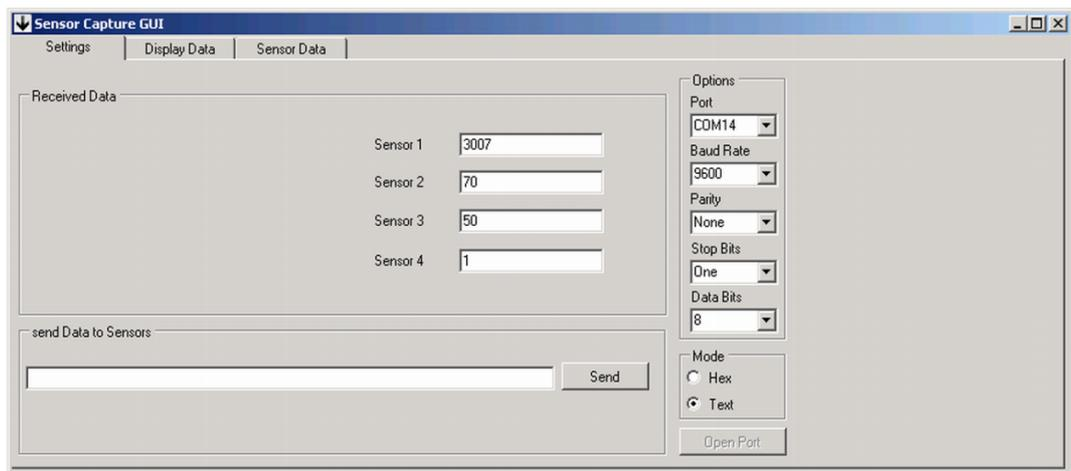 Sensor Capture GUI
Settings
Display Data
Sensor Data
Received Data
Sensor 1
3007
Sensor 2
70
Sensor 3
50
Sensor 4
1
send Data to Sensors
Send
Options
Port
COM14
Baud Rate
9600
Parity
None
Stop Bits
One
Data Bits
8
Mode
Hex
Text
Open Port